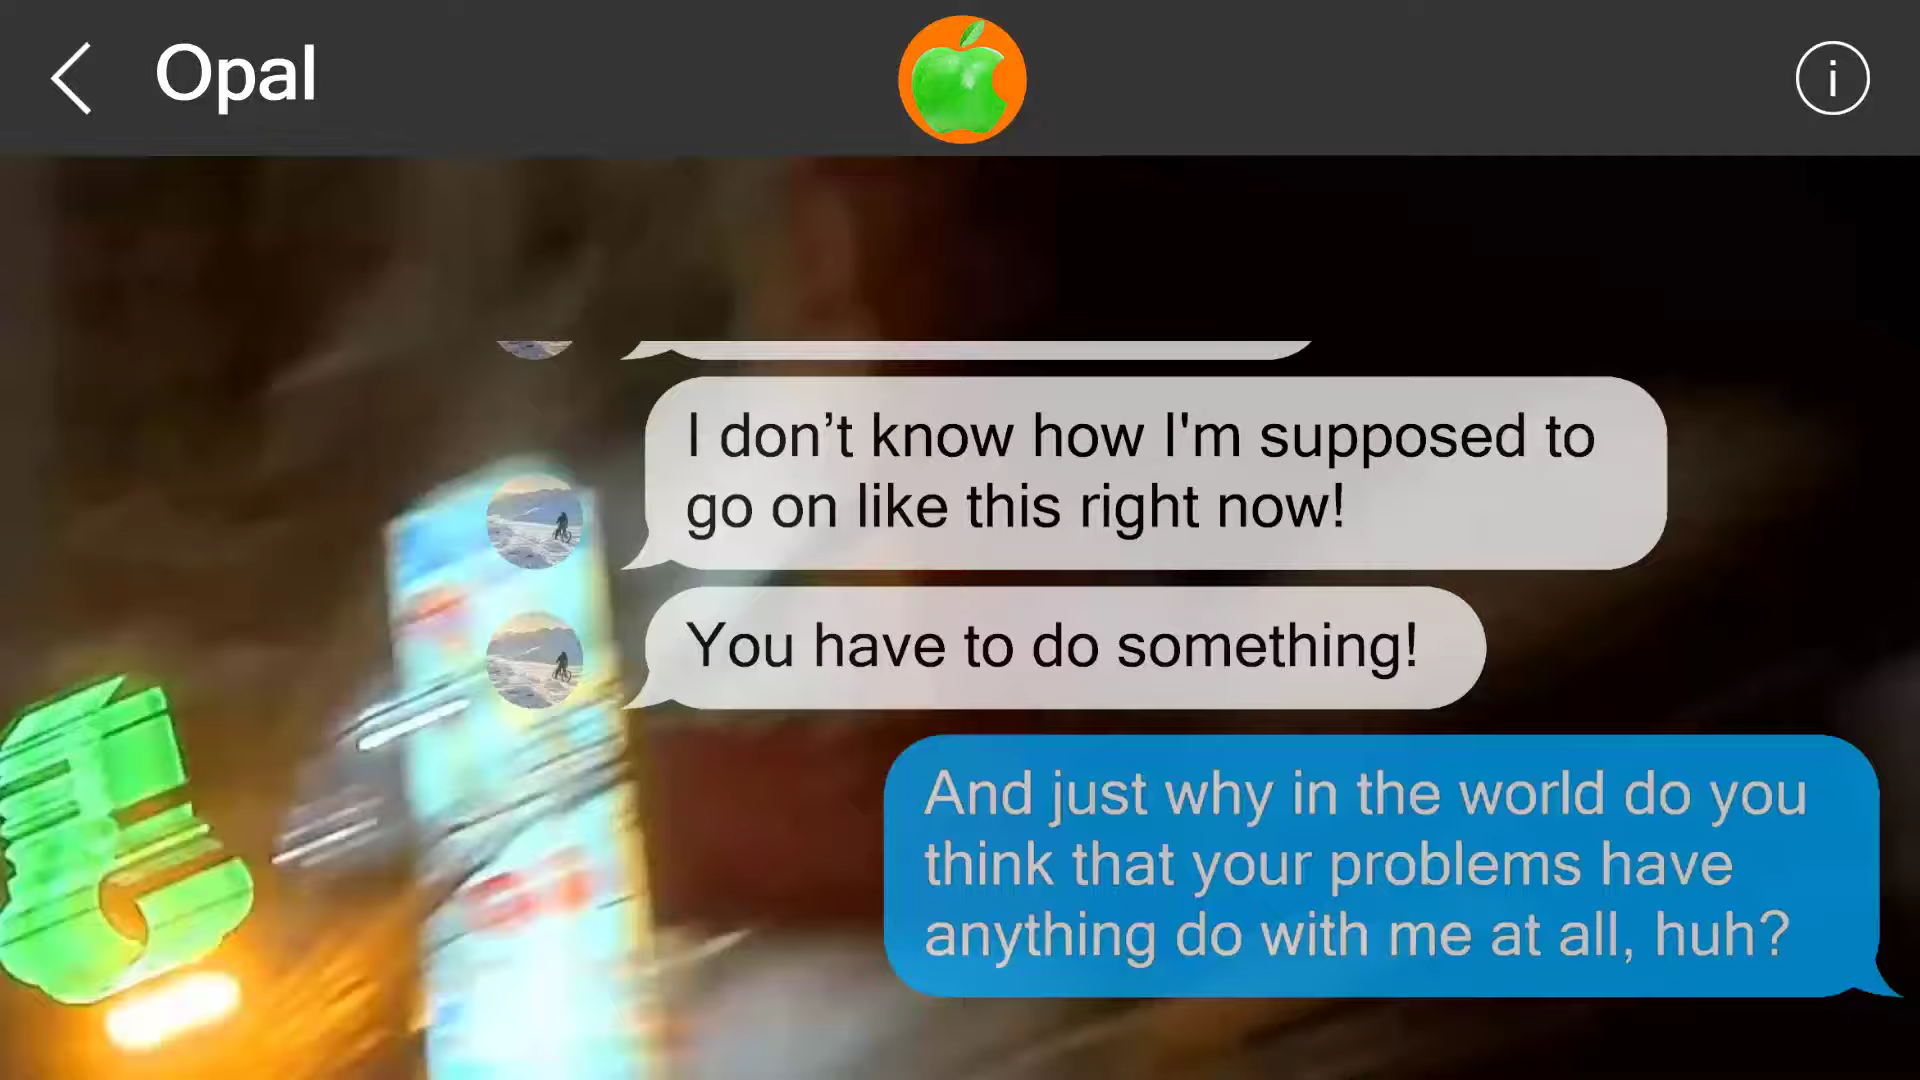 Opal
i
I don’t know how I'm supposed to
go on like this right now!
You have to do something!
And just why in the world do you
think that your problems have
anything do with me at all, huh?